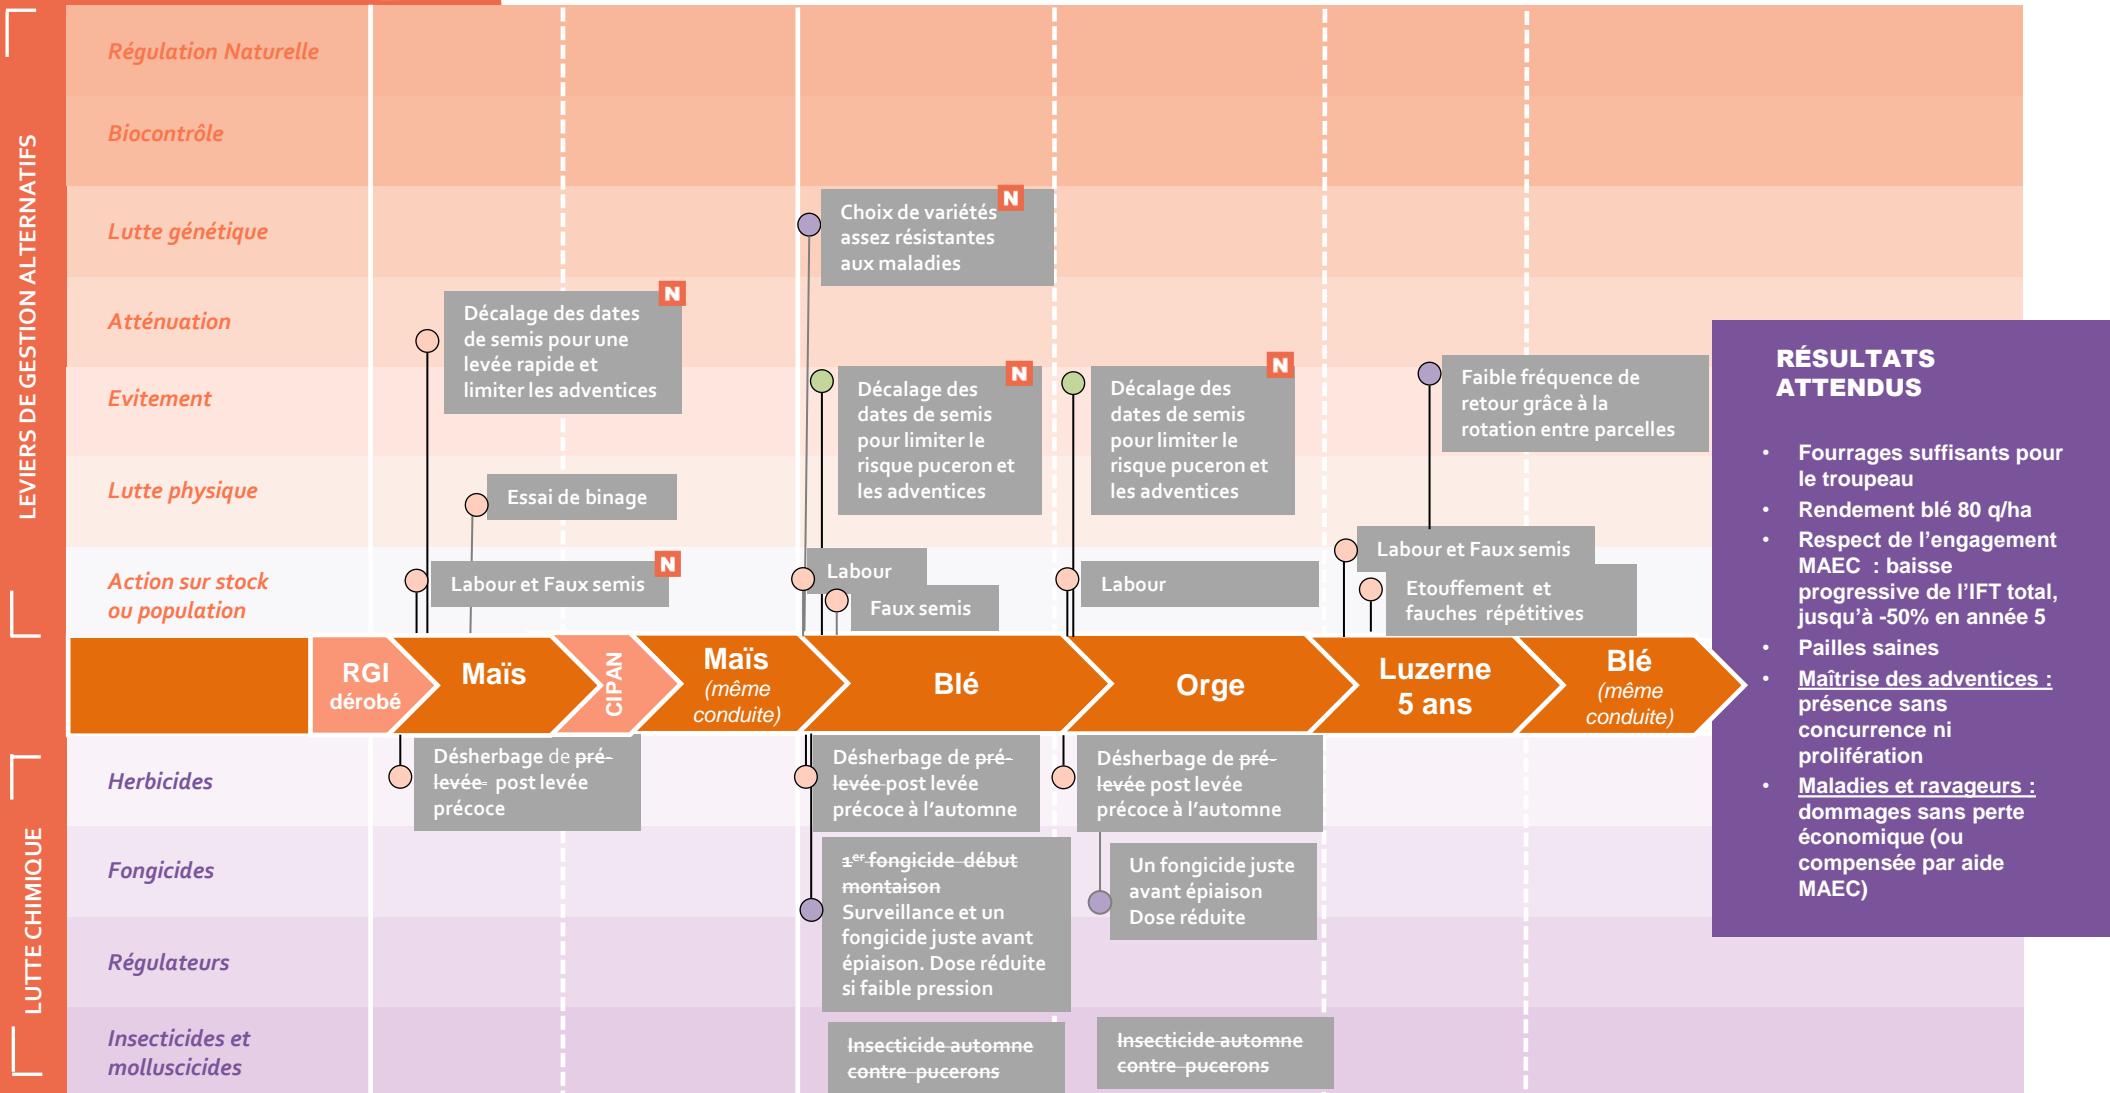 LEVIERS DE GESTION ALTERNATIFS
Régulation Naturelle
Biocontrôle
Lutte génétique
Atténuation
Evitement
Lutte physique
Action sur stock
ou population
N
Choix de variétés
assez résistantes
aux maladies
N
Décalage des dates
de semis pour une
levée rapide et
limiter les adventices
N
Décalage des
dates de semis
pour limiter le
risque puceron et
les adventices
N
Décalage des
dates de semis
pour limiter le
risque puceron et
les adventices
Faible fréquence de
retour grâce à la
rotation entre parcelles
Essai de binage
N
Labour et Faux semis
Labour
Faux semis
Labour
Labour et Faux semis
Etouffement et
fauches répétitives
RGI
dérobé
Maïs
CIPAN
Maïs
(même
conduite)
Blé
Orge
Luzerne
5 ans
Blé
(même
conduite)
LUTTE CHIMIQUE
Herbicides
Fongicides
Régulateurs
Insecticides et
molluscicides
Désherbage de pré-
levée- post levée
précoce
Désherbage de pré-
levée post levée
précoce à l'automne
Désherbage de pré-
levée post levée
précoce à l'automne
1er fongicide début
montaison
Surveillance et un
fongicide juste avant
épiaison. Dose réduite
si faible pression
Un fongicide juste
avant épiaison
Dose réduite
Insecticide automne
contre pucerons
Insecticide automne
contre pucerons
RÉSULTATS
ATTENDUS
• Fourrages suffisants pour
le troupeau
• Rendement blé 80 q/ha
• Respect de l'engagement
MAEC : baisse
progressive de l'IFT total,
jusqu'à -50% en année 5
• Pailles saines
• Maîtrise des adventices :
présence sans
concurrence ni
prolifération
• Maladies et ravageurs :
dommages sans perte
économique (ou
compensée par aide
MAEC)